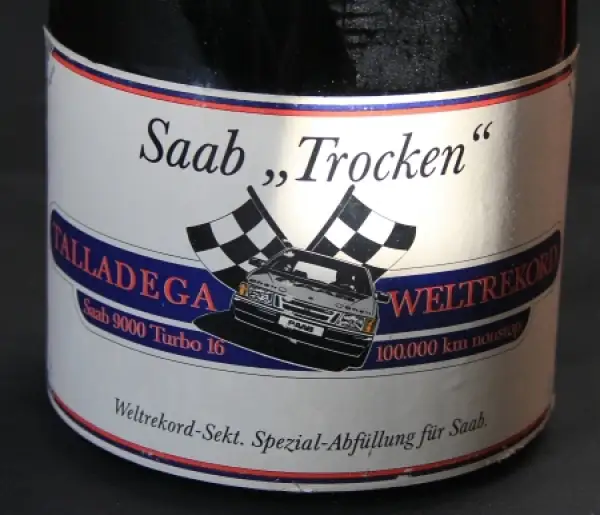 Saab „Trocken“
TALLADEGA WELTREKORD
Saab 9000 Turbo 16 100.000 km nonstop
SAAB
Weltrekord-Sekt. Spezial-Abfüllung für Saab.